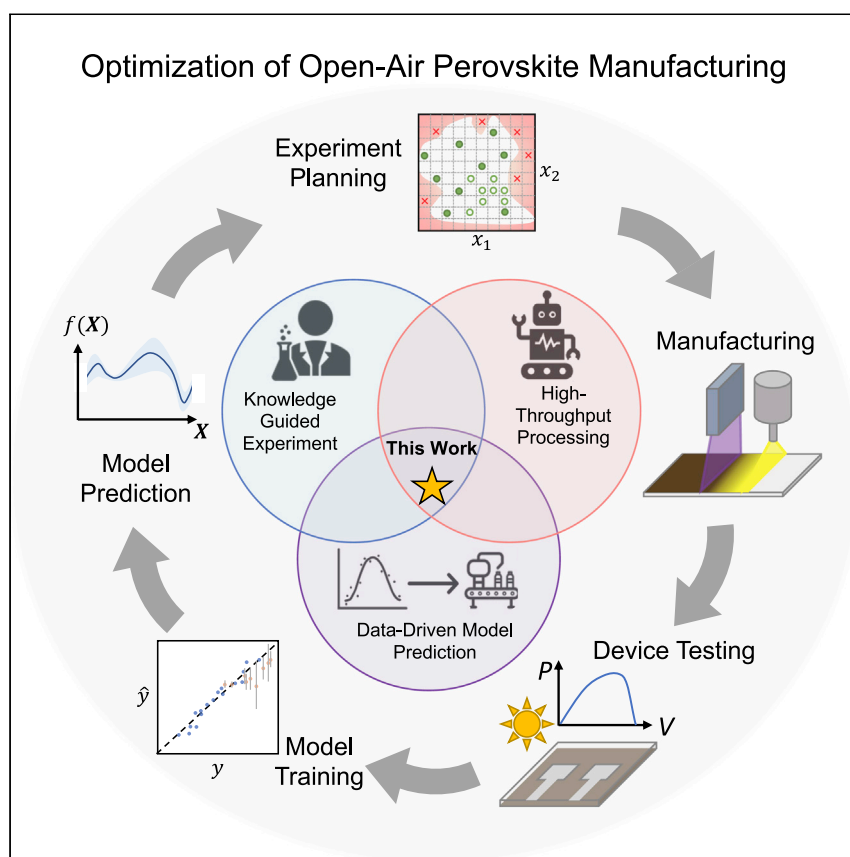 Optimization of Open-Air Perovskite Manufacturing
Experiment
Planning
x₂
x₁
Manufacturing
f(X)
X
Model
Prediction
Knowledge
Guided
Experiment
High-
Throughput
Processing
This Work
Data-Driven Model
Prediction
Device Testing
P
V
ŷ
y
Model
Training